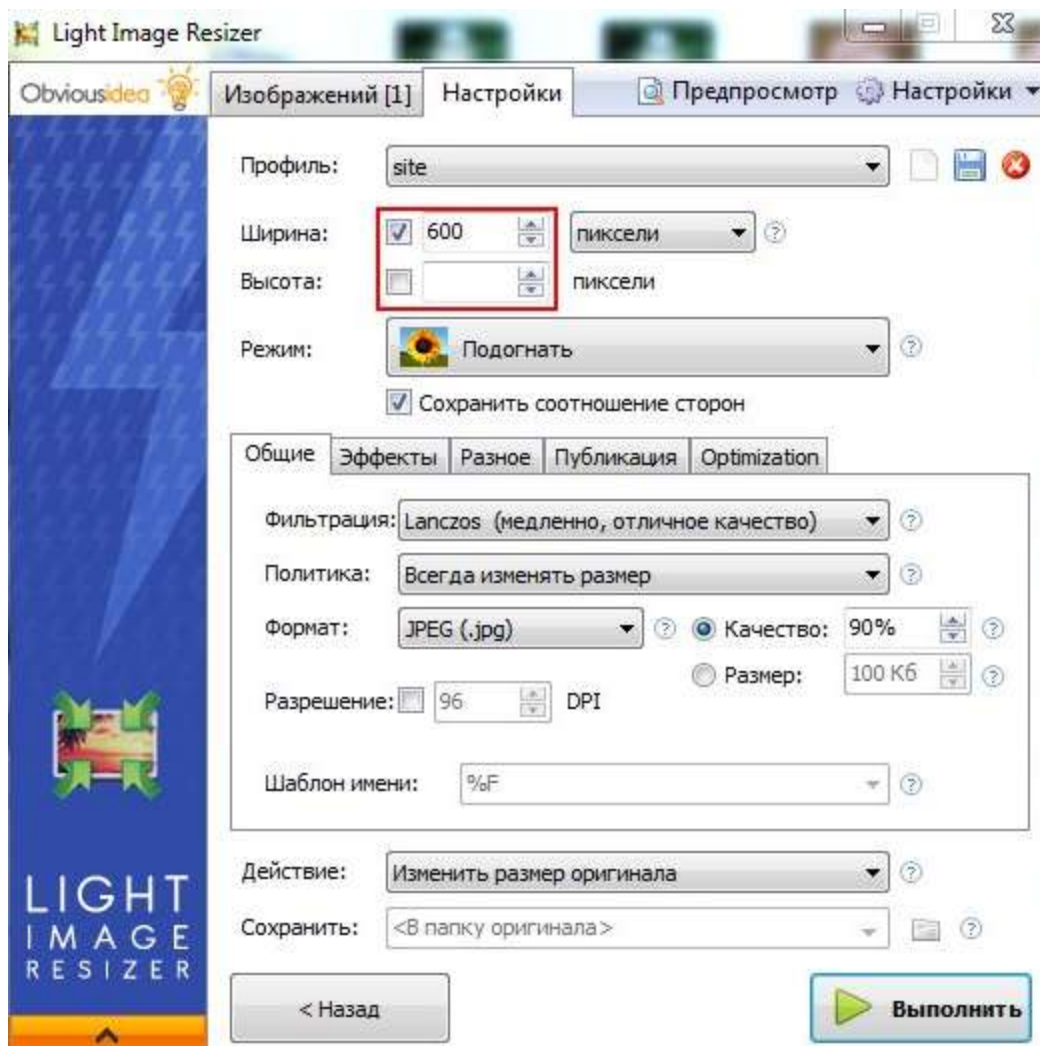 Light Image Resizer
Obviousidea
Изображений [1] Настройки Предпросмотр Настройки
Профиль: site
Ширина: 600 пиксели
Высота: пиксели
Режим: Подогнать
Сохранить соотношение сторон
Общие Эффекты Разное Публикация Optimization
Фильтрация: Lanczos (медленно, отличное качество)
Политика: Всегда изменять размер
Формат: JPEG (.jpg) Качество: 90%
Размер: 100 Кб
Разрешение: 96 DPI
Шаблон имени: %F
Действие: Изменить размер оригинала
Сохранить: <В папку оригинала>
LIGHT
IMAGE
RESIZER
< Назад Выполнить